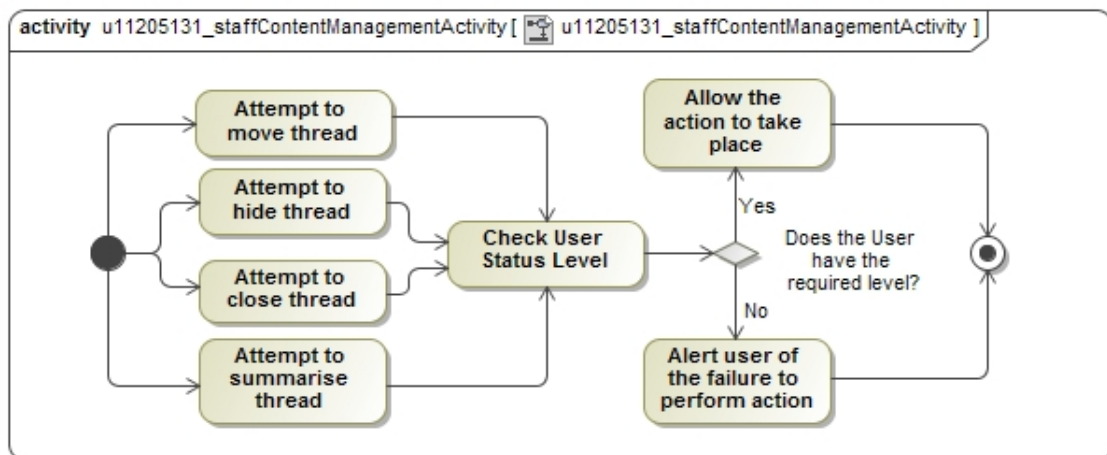 activity u11205131_staffContentManagementActivity [ u11205131_staffContentManagementActivity ]
Attempt to
move thread
Attempt to
hide thread
Attempt to
close thread
Attempt to
summarise
thread
Check User
Status Level
Allow the
action to take
place
Yes
Does the User
have the
required level?
No
Alert user of
the failure to
perform action